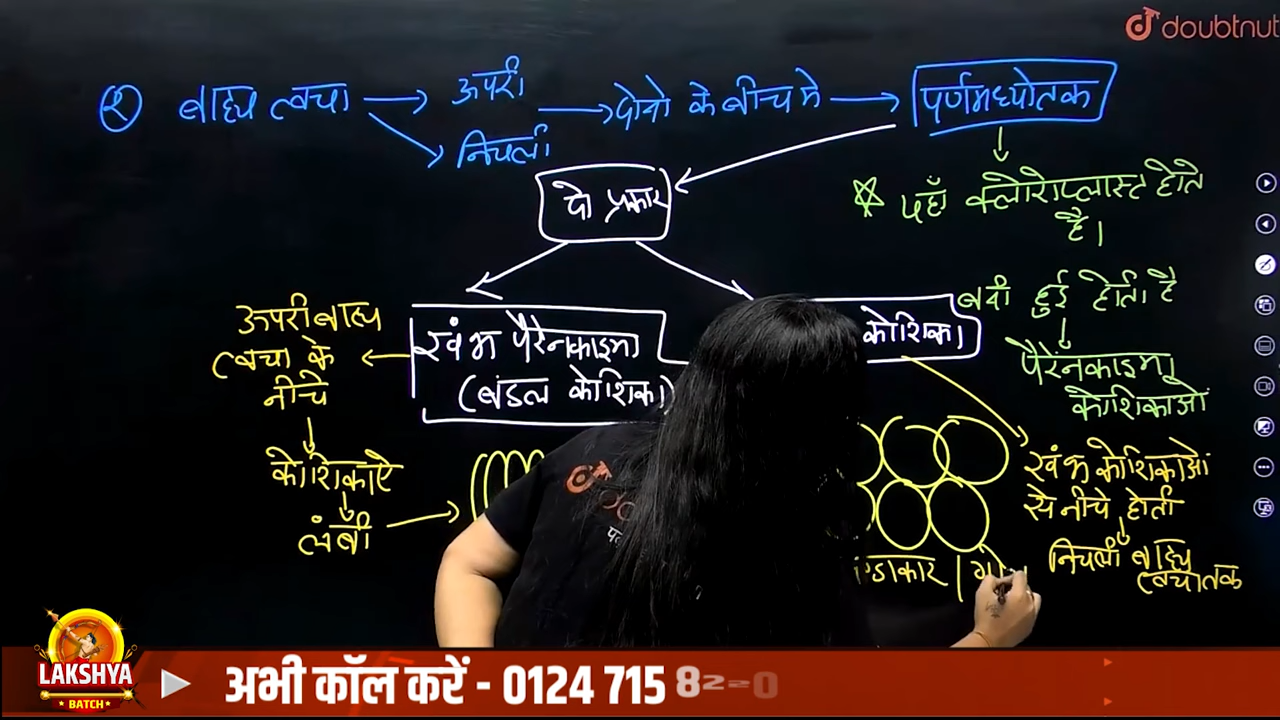 doubtnut
② बाह्य त्वचा → ऊपरी → दोनो के बीच मे → पर्णमध्योतक
निचली
दो प्रकार
☆ यहाँ क्लोरोप्लास्ट होते
है।
बनी हुई होती है
पैरेनकाइमा
कोशिकाओं
ऊपरी बाह्य
त्वचा के
नीचे
कोशिकाऐ
लंबी
स्वंभ पैरेनकाइमा
(खंडल कोशिका)
कोशिका
स्वंभ कोशिकाओं
से नीचे होती
निचली बाह्य
त्वचा तक
डाकार |
LAKSHYA
BATCH
अभी कॉल करें - 0124 715